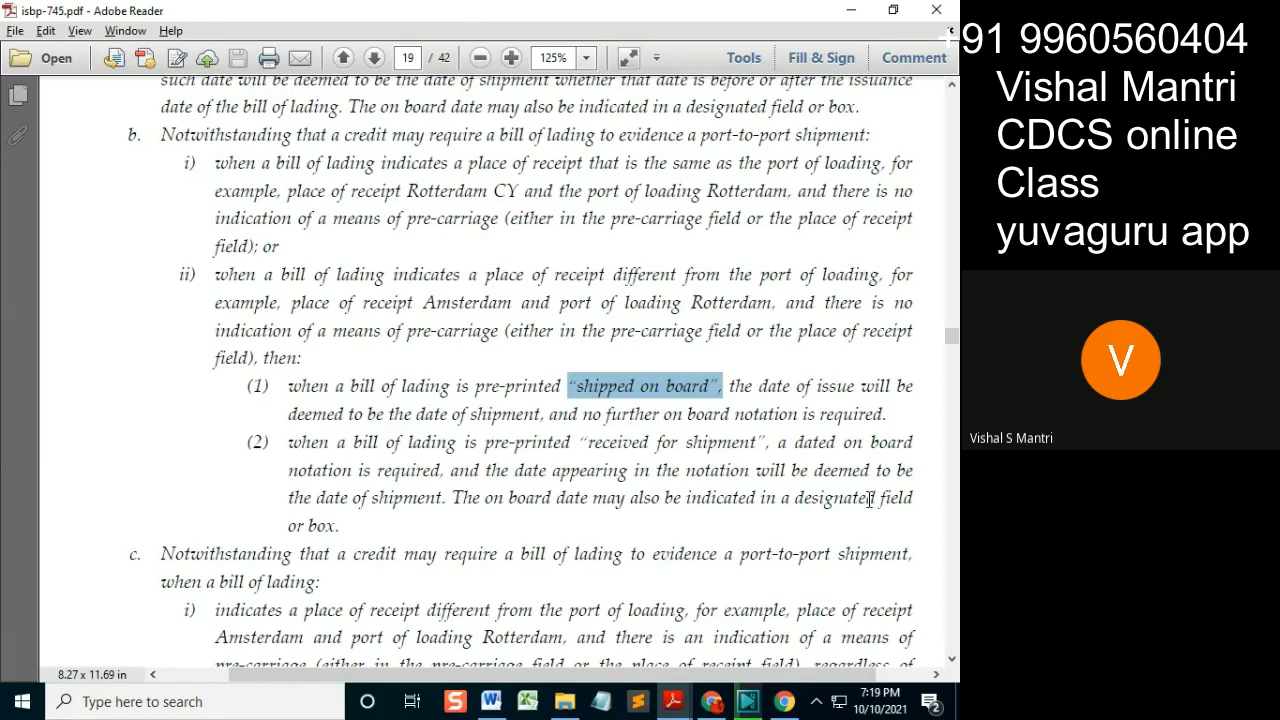 isbp-745.pdf - Adobe Reader
File Edit View Window Help
Open 19 / 42 125% Tools Fill & Sign Comment
such date will be deemed to be the date of shipment whether that date is before or after the issuance
date of the bill of lading. The on board date may also be indicated in a designated field or box.
b. Notwithstanding that a credit may require a bill of lading to evidence a port-to-port shipment:
i) when a bill of lading indicates a place of receipt that is the same as the port of loading, for
example, place of receipt Rotterdam CY and the port of loading Rotterdam, and there is no
indication of a means of pre-carriage (either in the pre-carriage field or the place of receipt
field); or
ii) when a bill of lading indicates a place of receipt different from the port of loading, for
example, place of receipt Amsterdam and port of loading Rotterdam, and there is no
indication of a means of pre-carriage (either in the pre-carriage field or the place of receipt
field), then:
(1) when a bill of lading is pre-printed “shipped on board”, the date of issue will be
deemed to be the date of shipment, and no further on board notation is required.
(2) when a bill of lading is pre-printed “received for shipment”, a dated on board
notation is required, and the date appearing in the notation will be deemed to be
the date of shipment. The on board date may also be indicated in a designated field
or box.
c. Notwithstanding that a credit may require a bill of lading to evidence a port-to-port shipment,
when a bill of lading:
i) indicates a place of receipt different from the port of loading, for example, place of receipt
Amsterdam and port of loading Rotterdam, and there is an indication of a means of
pre-carriage (either in the pre-carriage field or the place of receipt field), regardless of
8.27 x 11.69 in
Type here to search
7:19 PM
10/10/2021
2
+91 9960560404
Vishal Mantri
CDCS online
Class
yuvaguru app
V
Vishal S Mantri